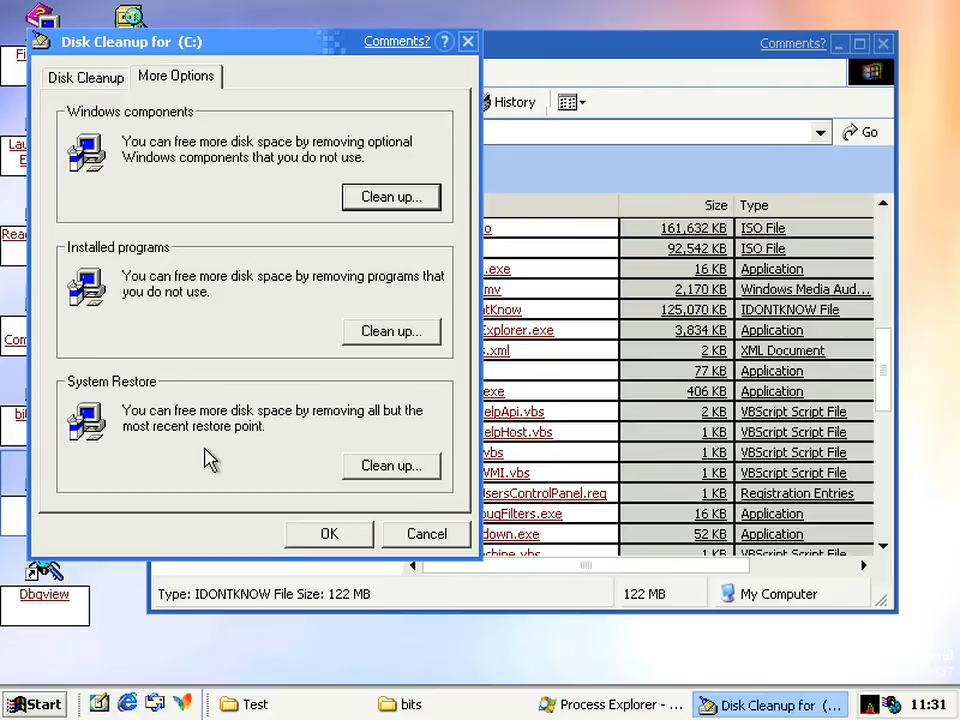 Disk Cleanup for (C:)
Comments?
Comments?
Disk Cleanup
More Options
Windows components
You can free more disk space by removing optional
Windows components that you do not use.
Clean up...
Installed programs
You can free more disk space by removing programs that
you do not use.
Clean up...
System Restore
You can free more disk space by removing all but the
most recent restore point.
Clean up...
OK
Cancel
History
Go
Size Type
161,632 KB ISO File
92,542 KB ISO File
.exe 16 KB Application
2,170 KB Windows Media Aud...
ntKnow 125,070 KB IDONTKNOW File
Explorer.exe 3,834 KB Application
s.xml 2 KB XML Document
77 KB Application
exe 406 KB Application
elpApi.vbs 2 KB VBScript Script File
elpHost.vbs 1 KB VBScript Script File
vbs 1 KB VBScript Script File
WMI.vbs 1 KB VBScript Script File
UsersControlPanel.reg 1 KB Registration Entries
bugFilters.exe 16 KB Application
down.exe 52 KB Application
chine.vbs 1 KB VBScript Script File
Type: IDONTKNOW File Size: 122 MB
122 MB
My Computer
Dbgview
Start
Test
bits
Process Explorer - ...
Disk Cleanup for (...
11:31